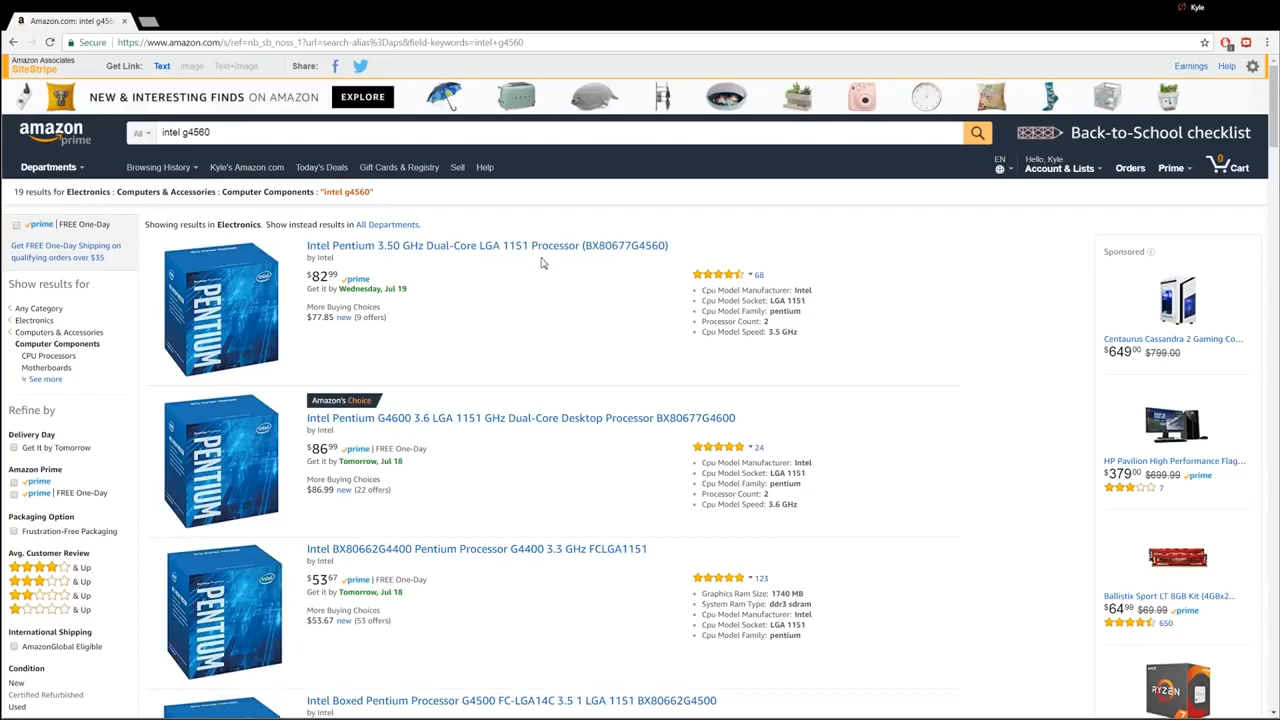 Kyle
Amazon.com: intel g456
Secure
https://www.amazon.com/s/ref=nb_sb_noss_1?url=search-alias%3Daps&field-keywords=intel+g4560
Amazon Associates
SiteStripe
Get Link: Text Image Text+Image Share:
Earnings Help
NEW & INTERESTING FINDS ON AMAZON EXPLORE
amazon prime
All intel g4560
Back-to-School checklist
Departments
Browsing History Kyle's Amazon.com Today's Deals Gift Cards & Registry Sell Help
EN
Hello, Kyle
Account & Lists Orders Prime 0 Cart
19 results for Electronics : Computers & Accessories : Computer Components : "intel g4560"
prime | FREE One-Day
Get FREE One-Day Shipping on
qualifying orders over $35
Show results for
Any Category
Electronics
Computers & Accessories
Computer Components
CPU Processors
Motherboards
See more
Refine by
Delivery Day
Get It by Tomorrow
Amazon Prime
prime
prime | FREE One-Day
Packaging Option
Frustration-Free Packaging
Avg. Customer Review
& Up
& Up
& Up
& Up
International Shipping
AmazonGlobal Eligible
Condition
New
Certified Refurbished
Used
Showing results in Electronics. Show instead results in All Departments.
intel
PENTIUM
Intel Pentium 3.50 GHz Dual-Core LGA 1151 Processor (BX80677G4560)
by Intel
$8299 prime
Get it by Wednesday, Jul 19
More Buying Choices
$77.85 new (9 offers)
68
Cpu Model Manufacturer: Intel
Cpu Model Socket: LGA 1151
Cpu Model Family: pentium
Processor Count: 2
Cpu Model Speed: 3.5 GHz
Amazon's Choice
intel
PENTIUM
Intel Pentium G4600 3.6 LGA 1151 GHz Dual-Core Desktop Processor BX80677G4600
by Intel
$8699 prime | FREE One-Day
Get it by Tomorrow, Jul 18
More Buying Choices
$86.99 new (22 offers)
24
Cpu Model Manufacturer: Intel
Cpu Model Socket: LGA 1151
Cpu Model Family: pentium
Processor Count: 2
Cpu Model Speed: 3.6 GHz
intel
PENTIUM
Intel BX80662G4400 Pentium Processor G4400 3.3 GHz FCLGA1151
by Intel
$5367 prime | FREE One-Day
Get it by Tomorrow, Jul 18
More Buying Choices
$53.67 new (53 offers)
123
Graphics Ram Size: 1740 MB
System Ram Type: ddr3 sdram
Cpu Model Manufacturer: Intel
Cpu Model Socket: LGA 1151
Cpu Model Family: pentium
Intel Boxed Pentium Processor G4500 FC-LGA14C 3.5 1 LGA 1151 BX80662G4500
by Intel
Sponsored
Centaurus Cassandra 2 Gaming Co...
$64900 $799.00
HP Pavilion High Performance Flag...
$37900 $699.99 prime
7
Ballistix Sport LT 8GB Kit (4GBx2...
$6499 $69.99 prime
650
RYZEN